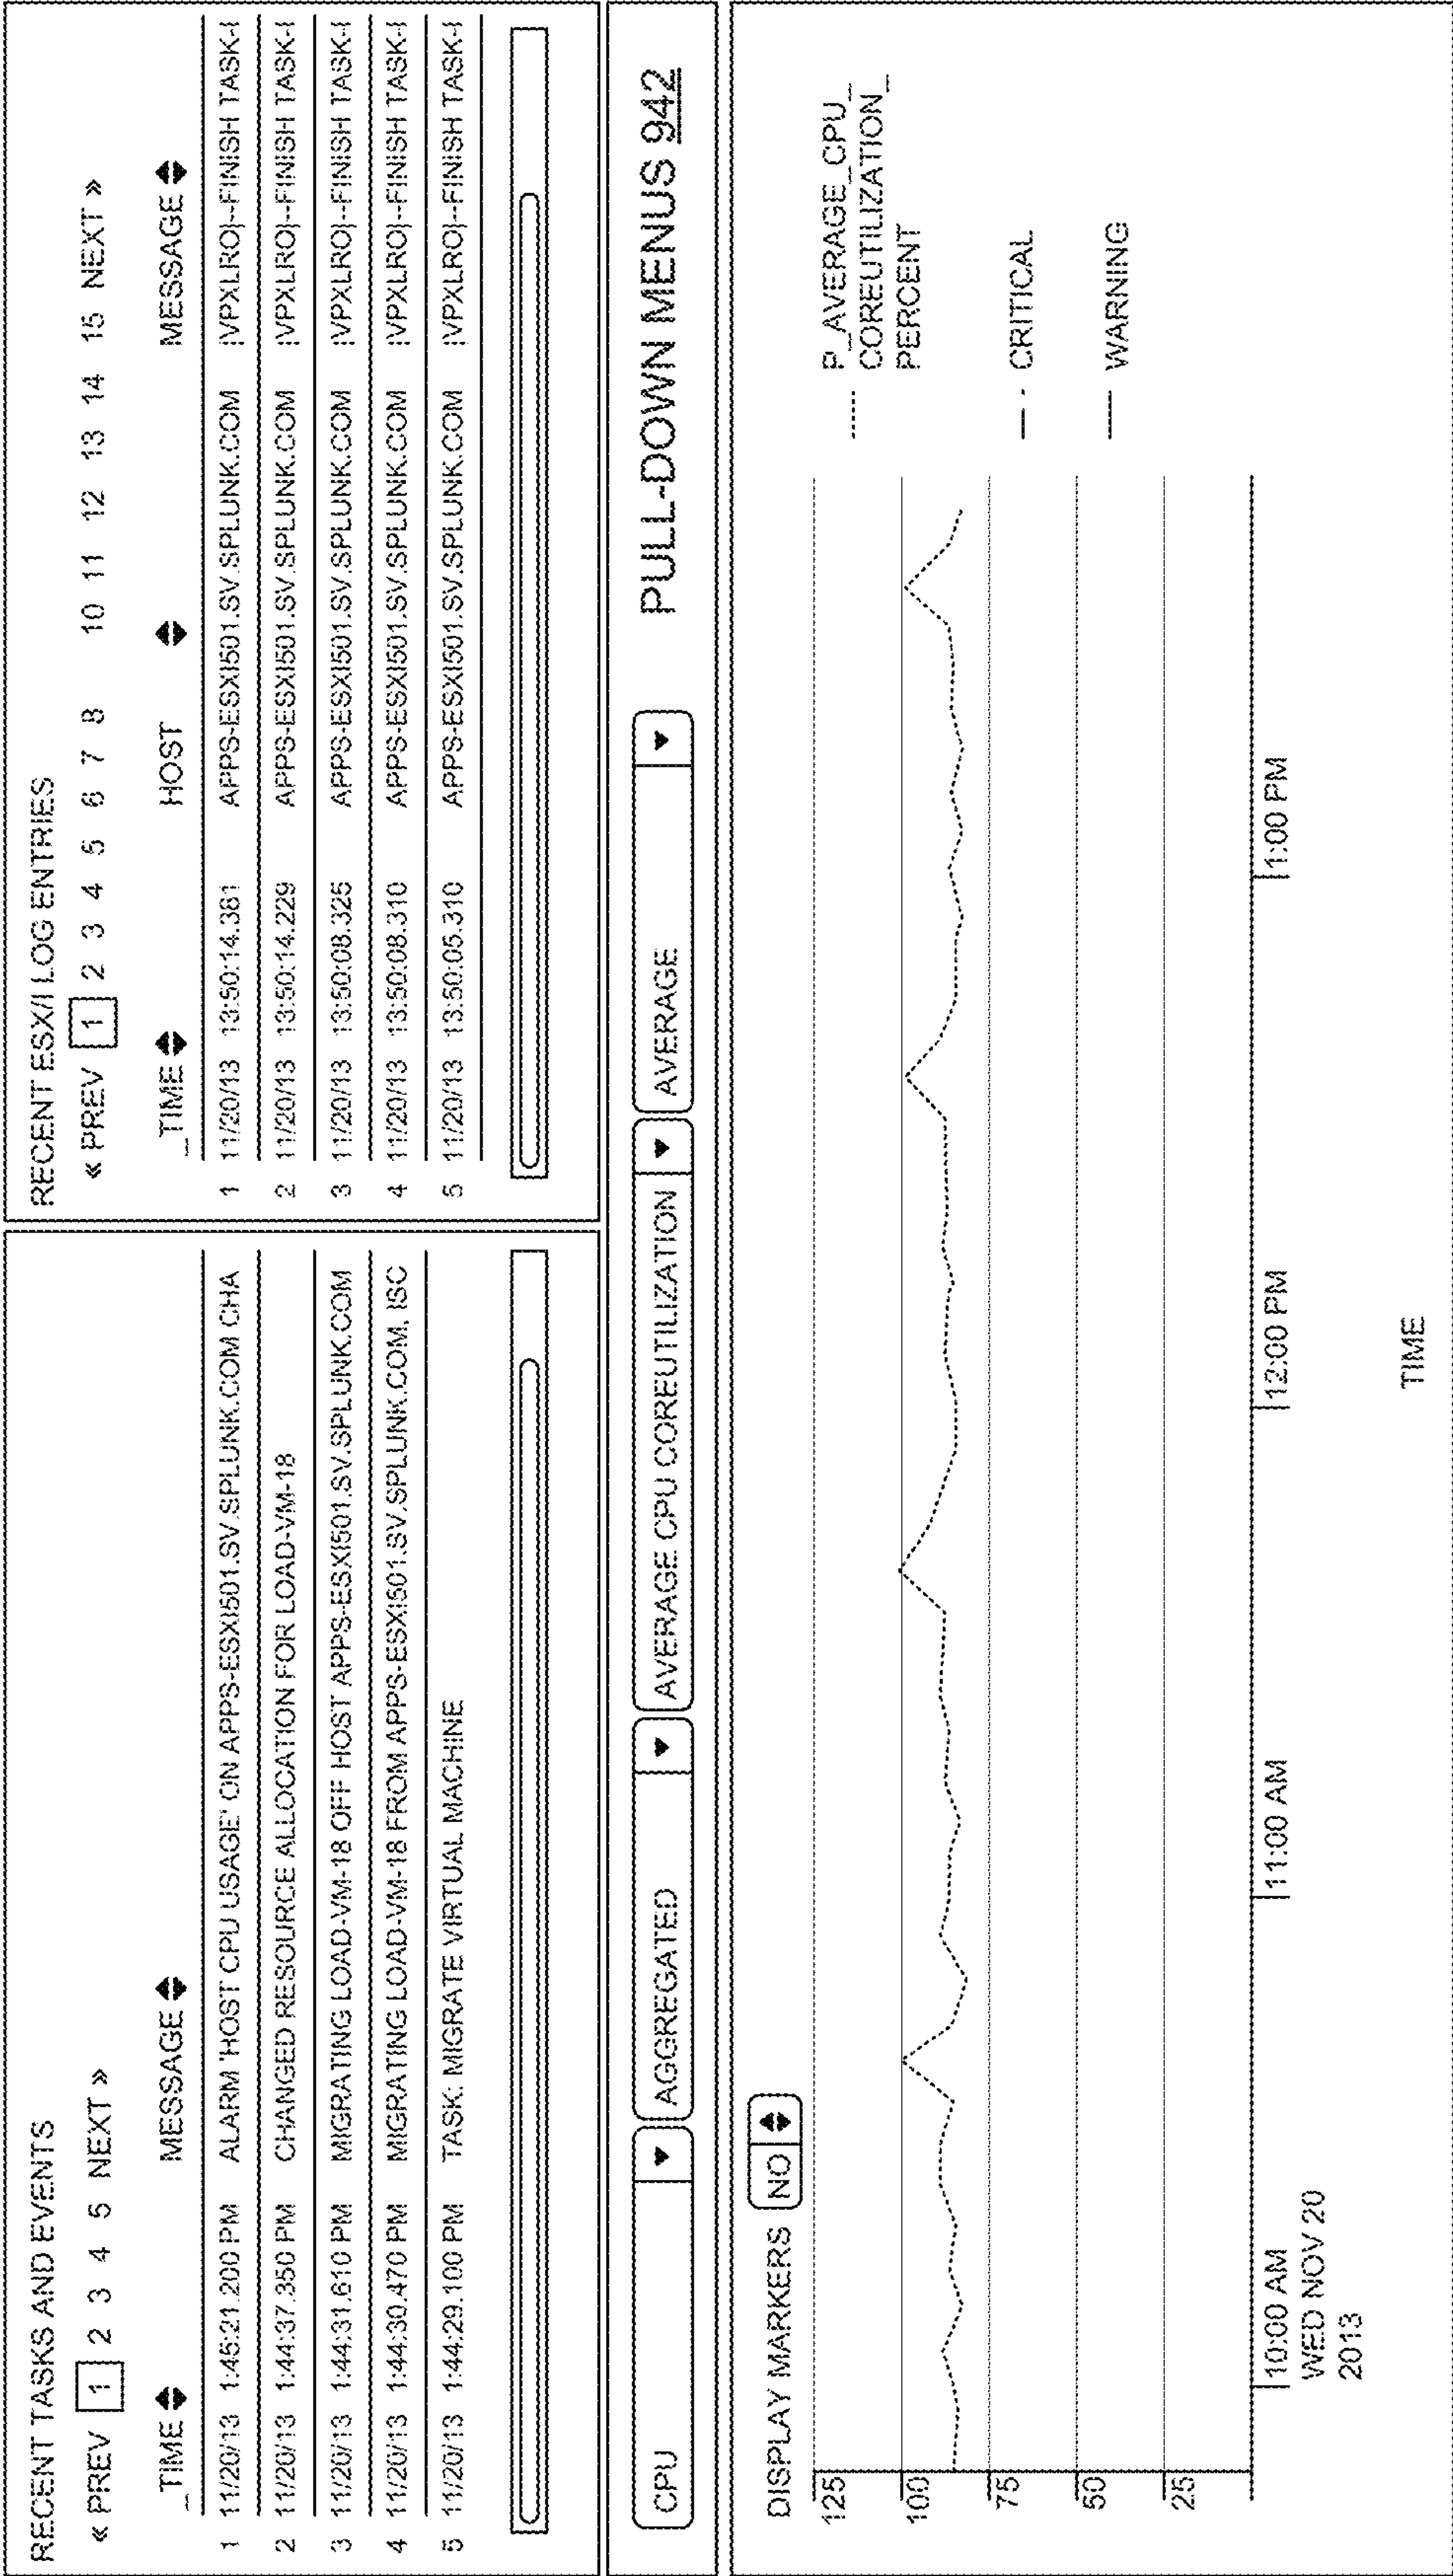 RECENT TASKS AND EVENTS
« PREV 1 2 3 4 5 NEXT »
_TIME MESSAGE
1 11/20/13 1:45:21.200 PM ALARM 'HOST CPU USAGE' ON APPS-ESXI501.SV.SPLUNK.COM CHA
2 11/20/13 1:44:37.350 PM CHANGED RESOURCE ALLOCATION FOR LOAD-VM-18
3 11/20/13 1:44:31.610 PM MIGRATING LOAD-VM-18 OFF HOST APPS-ESXI501.SV.SPLUNK.COM
4 11/20/13 1:44:30.470 PM MIGRATING LOAD-VM-18 FROM APPS-ESXI501.SV.SPLUNK.COM, ISC
5 11/20/13 1:44:29.100 PM TASK: MIGRATE VIRTUAL MACHINE
RECENT ESX/I LOG ENTRIES
« PREV 1 2 3 4 5 6 7 8 10 11 12 13 14 15 NEXT »
_TIME HOST MESSAGE
1 11/20/13 13:50:14.381 APPS-ESXI501.SV.SPLUNK.COM |VPXLRO|--FINISH TASK-I
2 11/20/13 13:50:14.229 APPS-ESXI501.SV.SPLUNK.COM |VPXLRO|--FINISH TASK-I
3 11/20/13 13:50:08.325 APPS-ESXI501.SV.SPLUNK.COM |VPXLRO|--FINISH TASK-I
4 11/20/13 13:50:08.310 APPS-ESXI501.SV.SPLUNK.COM |VPXLRO|--FINISH TASK-I
5 11/20/13 13:50:05.310 APPS-ESXI501.SV.SPLUNK.COM |VPXLRO|--FINISH TASK-I
CPU AGGREGATED AVERAGE CPU COREUTILIZATION AVERAGE PULL-DOWN MENUS 942
DISPLAY MARKERS NO
125
100
75
50
25
P_AVERAGE_CPU_
COREUTILIZATION_
PERCENT
CRITICAL
WARNING
10:00 AM 11:00 AM 12:00 PM 1:00 PM
WED NOV 20
2013
TIME